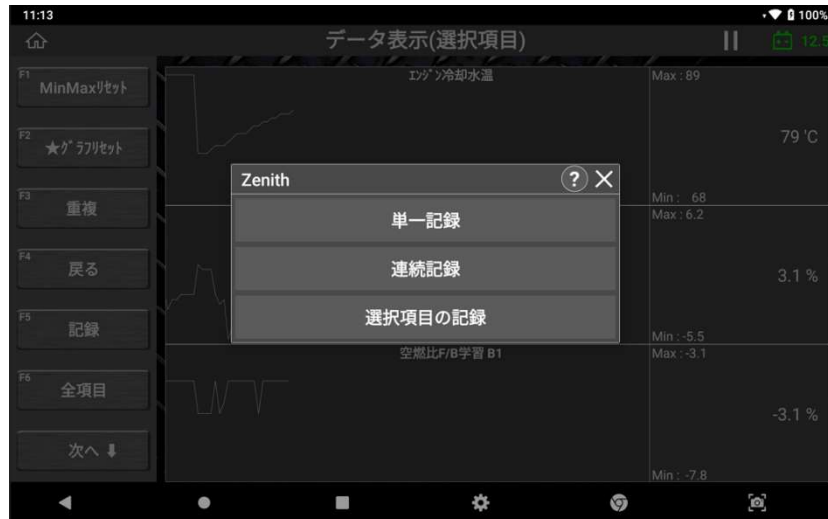 11:13
100%
データ表示(選択項目)
12.5
F1
MinMaxリセット
F2
★グラフリセット
F3
重複
F4
戻る
F5
記録
F6
全項目
次へ
エンジン冷却水温
Max : 89
79 'C
Min : 68
Zenith
?
単一記録
連続記録
選択項目の記録
Max : 6.2
3.1 %
Min : -5.5
空燃比F/B学習 B1
Max : -3.1
-3.1 %
Min : -7.8